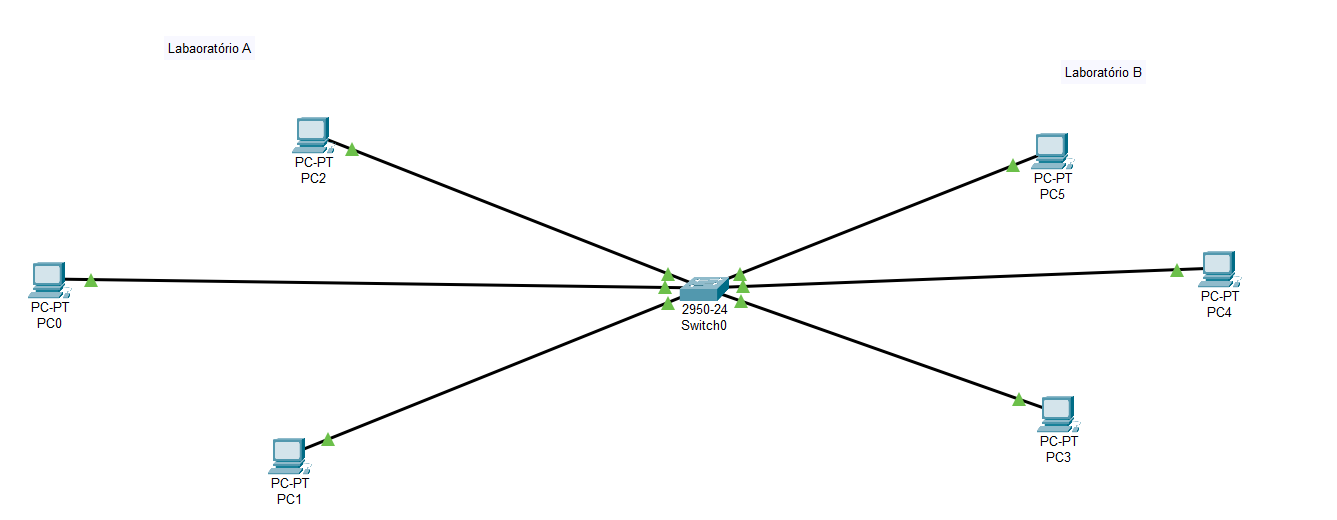 Labaoratório A
Laboratório B
PC-PT
PC2
PC-PT
PC5
PC-PT
PC0
2950-24
Switch0
PC-PT
PC4
PC-PT
PC3
PC-PT
PC1